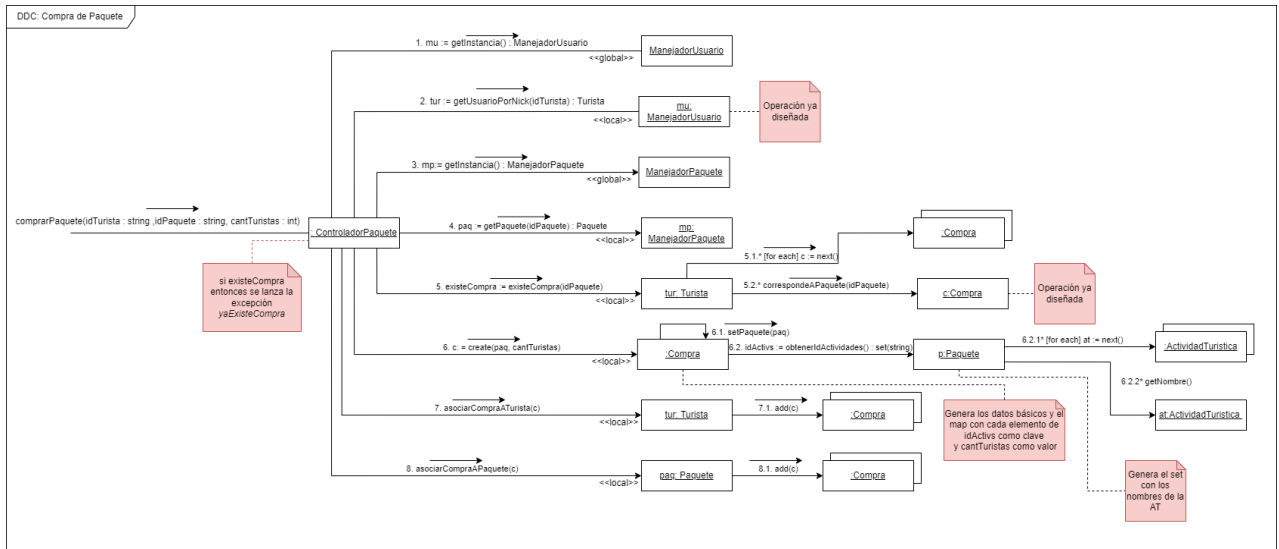 DDC: Compra de Paquete
1. mu := getInstancia() : ManejadorUsuario
<<global>>
ManejadorUsuario
2. tur := getUsuarioPorNick(idTurista) : Turista
<<local>>
mu:
ManejadorUsuario
Operación ya
diseñada
3. mp:= getInstancia() : ManejadorPaquete
<<global>>
ManejadorPaquete
comprarPaquete(idTurista : string ,idPaquete : string, cantTuristas : int)
: ControladorPaquete
4. paq := getPaquete(idPaquete) : Paquete
<<local>>
mp:
ManejadorPaquete
si existeCompra
entonces se lanza la
excepción
yaExisteCompra
5. existeCompra := existeCompra(idPaquete)
<<local>>
tur: Turista
5.1.* [for each] c := next()
:Compra
5.2.* correspondeAPaquete(idPaquete)
c:Compra
Operación ya
diseñada
6. c: = create(paq, cantTuristas)
<<local>>
:Compra
6.1. setPaquete(paq)
6.2. idActivs := obtenerIdActividades() : set(string)
p:Paquete
6.2.1* [for each] at := next()
:ActividadTuristica
6.2.2* getNombre()
at:ActividadTuristica
7. asociarCompraATurista(c)
<<local>>
tur: Turista
7.1. add(c)
:Compra
Genera los datos básicos y el
map con cada elemento de
idActivs como clave
y cantTuristas como valor
8. asociarCompraAPaquete(c)
<<local>>
paq: Paquete
8.1. add(c)
:Compra
Genera el set
con los
nombres de la
AT